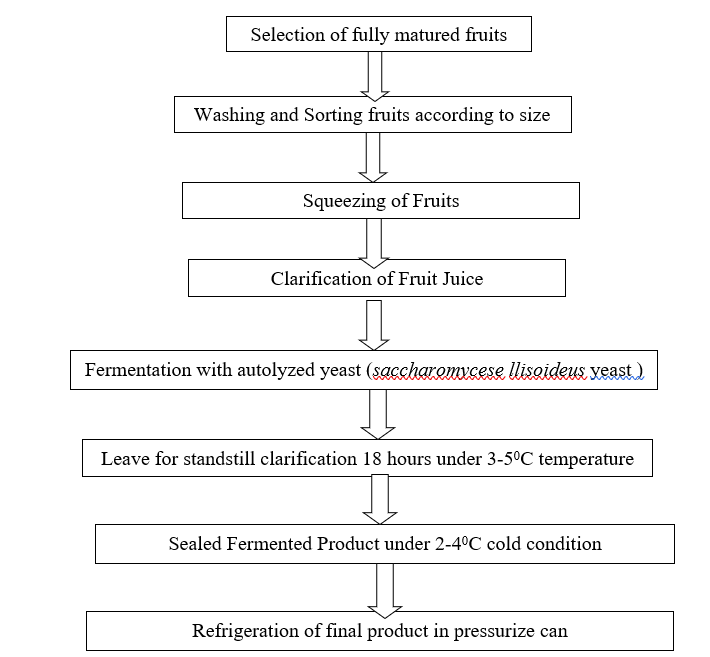 Selection of fully matured fruits
Washing and Sorting fruits according to size
Squeezing of Fruits
Clarification of Fruit Juice
Fermentation with autolyzed yeast (saccharomycese llisoideus yeast )
Leave for standstill clarification 18 hours under 3-5⁰C temperature
Sealed Fermented Product under 2-4⁰C cold condition
Refrigeration of final product in pressurize can